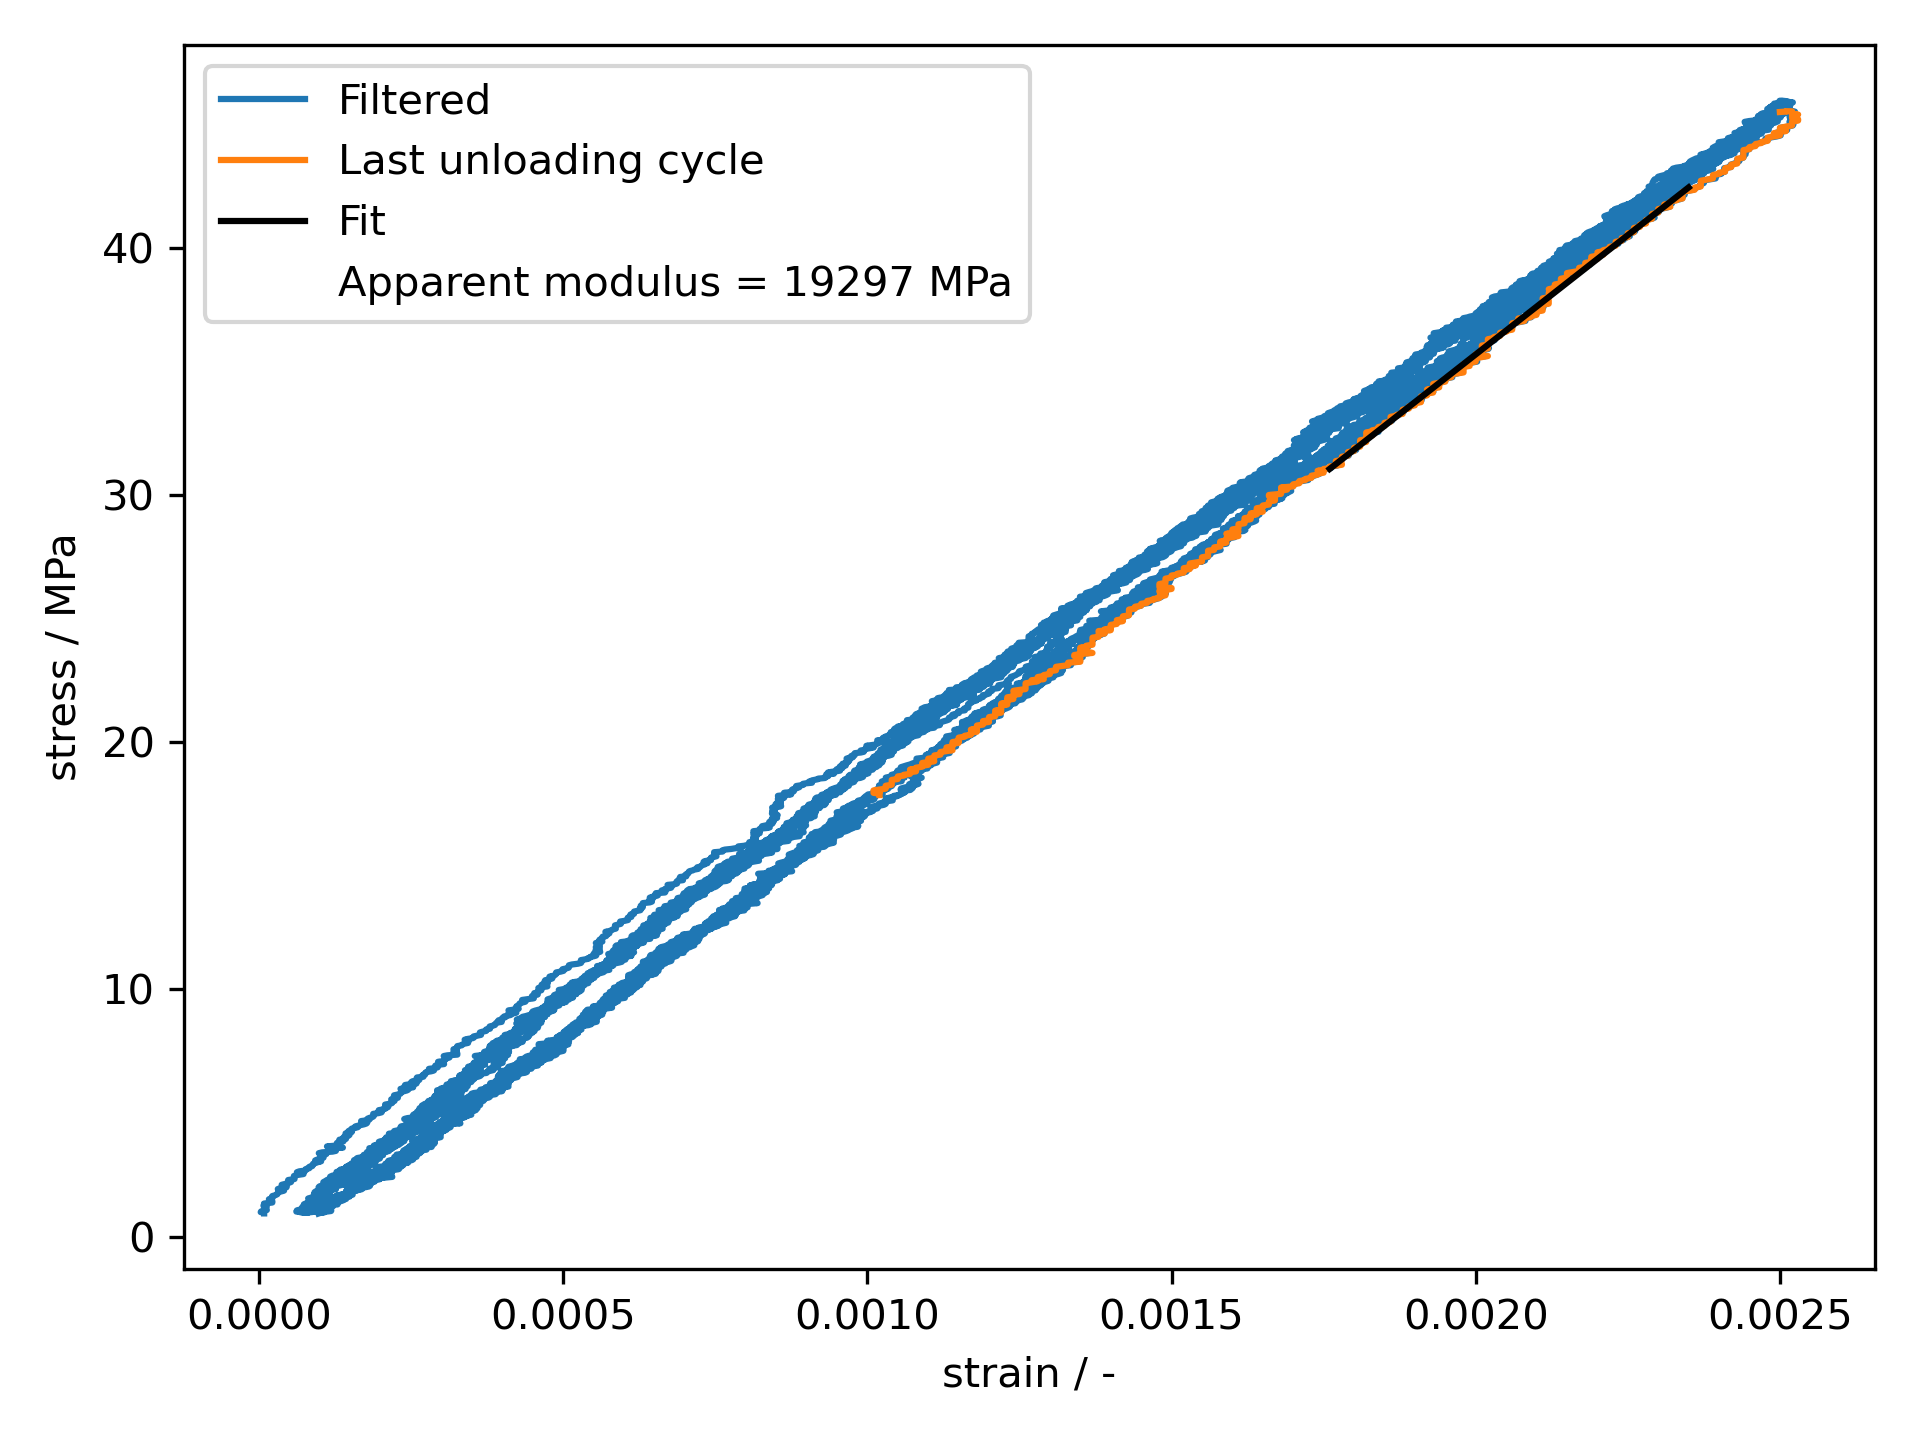 Filtered
Last unloading cycle
Fit
Apparent modulus = 19297 MPa
40
30
20
10
0
stress / MPa
0.0000 0.0005 0.0010 0.0015 0.0020 0.0025
strain / -